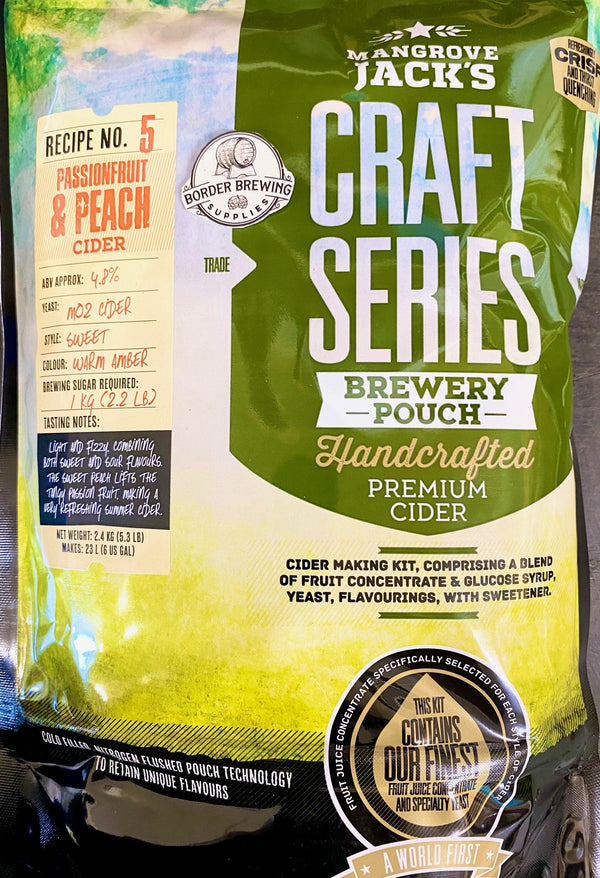 MANGROVE
JACK'S
CRAFT
SERIES
BREWERY
POUCH
Handcrafted
PREMIUM
CIDER
CIDER MAKING KIT, COMPRISING A BLEND
OF FRUIT CONCENTRATE & GLUCOSE SYRUP,
YEAST, FLAVOURINGS, WITH SWEETENER.
REFRESHINGLY
CRISP
AND THIRST
QUENCHING
RECIPE NO. 5
PASSIONFRUIT
& PEACH
CIDER
ABV APPROX: 4.8%
YEAST: M02 CIDER
STYLE: SWEET
COLOUR: WARM AMBER
BREWING SUGAR REQUIRED:
1 KG (2.2 LB)
TASTING NOTES:
LIGHT AND FIZZY, COMBINING
BOTH SWEET AND SOUR FLAVOURS.
THE SWEET PEACH LIFTS THE
TANGY PASSION FRUIT, MAKING A
VERY REFRESHING SUMMER CIDER.
NET WEIGHT: 2.4 KG (5.3 LB)
MAKES: 23 L (6 US GAL)
BORDER BREWING
SUPPLIES
TRADE
COLD FILLED, NITROGEN FLUSHED POUCH TECHNOLOGY
TO RETAIN UNIQUE FLAVOURS
FRUIT JUICE CONCENTRATE SPECIFICALLY SELECTED FOR EACH STYLE OF CIDER
THIS KIT
CONTAINS
OUR FINEST
FRUIT JUICE CONCENTRATE
AND SPECIALTY YEAST
A WORLD FIRST